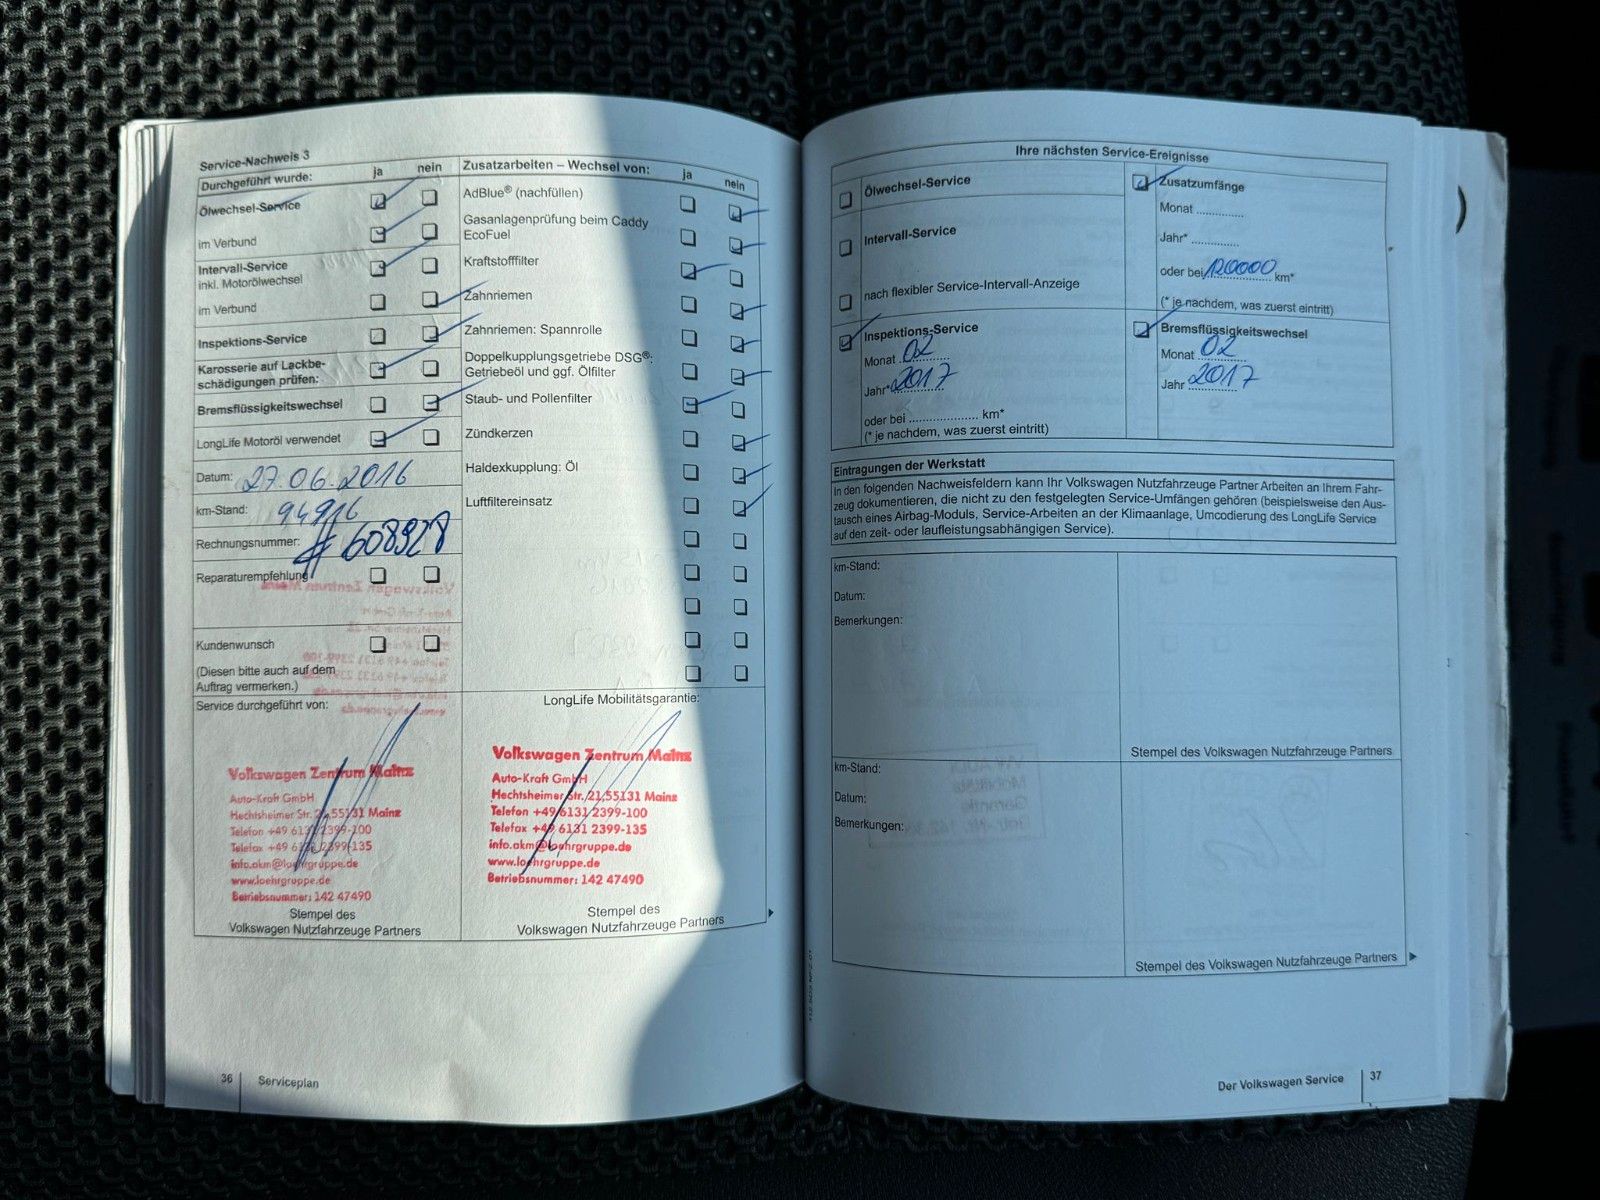 Service-Nachweis 3
Durchgeführt wurde: ja nein
Ölwechsel-Service
im Verbund
Intervall-Service
inkl. Motorölwechsel
im Verbund
Inspektions-Service
Karosserie auf Lackbe-
schädigungen prüfen:
Bremsflüssigkeitswechsel
LongLife Motoröl verwendet
Datum: 27.06.2016
km-Stand: 94916
Rechnungsnummer: # 608928
Reparaturempfehlung
Kundenwunsch
(Diesen bitte auch auf dem
Auftrag vermerken.)
Service durchgeführt von:
Volkswagen Zentrum Mainz
Auto-Kraft GmbH
Hechtsheimer Str. 21,55131 Mainz
Telefon +49 6131 2399-100
Telefax +49 6131 2399-135
info.akm@loehrgruppe.de
www.loehrgruppe.de
Betriebsnummer: 142 47490
Stempel des
Volkswagen Nutzfahrzeuge Partners
Zusatzarbeiten – Wechsel von: ja nein
AdBlue® (nachfüllen)
Gasanlagenprüfung beim Caddy
EcoFuel
Kraftstofffilter
Zahnriemen
Zahnriemen: Spannrolle
Doppelkupplungsgetriebe DSG®:
Getriebeöl und ggf. Ölfilter
Staub- und Pollenfilter
Zündkerzen
Haldexkupplung: Öl
Luftfiltereinsatz
LongLife Mobilitätsgarantie:
Volkswagen Zentrum Mainz
Auto-Kraft GmbH
Hechtsheimer Str. 21,55131 Mainz
Telefon +49 6131 2399-100
Telefax +49 6131 2399-135
info.akm@loehrgruppe.de
www.loehrgruppe.de
Betriebsnummer: 142 47490
Stempel des
Volkswagen Nutzfahrzeuge Partners
36 Serviceplan
Ihre nächsten Service-Ereignisse
Ölwechsel-Service
Intervall-Service
nach flexibler Service-Intervall-Anzeige
Inspektions-Service
Monat 02
Jahr* 2017
oder bei .................. km*
(* je nachdem, was zuerst eintritt)
Zusatzumfänge
Monat ............
Jahr* ............
oder bei 120000 km*
(* je nachdem, was zuerst eintritt)
Bremsflüssigkeitswechsel
Monat 02
Jahr 2017
Eintragungen der Werkstatt
In den folgenden Nachweisfeldern kann Ihr Volkswagen Nutzfahrzeuge Partner Arbeiten an Ihrem Fahr-
zeug dokumentieren, die nicht zu den festgelegten Service-Umfängen gehören (beispielsweise den Aus-
tausch eines Airbag-Moduls, Service-Arbeiten an der Klimaanlage, Umcodierung des LongLife Service
auf den zeit- oder laufleistungsabhängigen Service).
km-Stand:
Datum:
Bemerkungen:
Stempel des Volkswagen Nutzfahrzeuge Partners
km-Stand:
Datum:
Bemerkungen:
Stempel des Volkswagen Nutzfahrzeuge Partners
Der Volkswagen Service 37